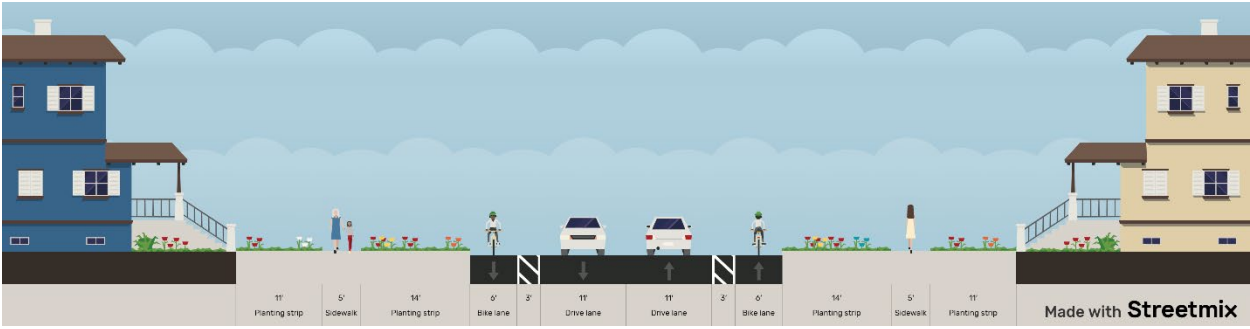 11'
Planting strip
5'
Sidewalk
14'
Planting strip
6'
Bike lane
3'
11'
Drive lane
11'
Drive lane
3'
6'
Bike lane
14'
Planting strip
5'
Sidewalk
11'
Planting strip
Made with Streetmix